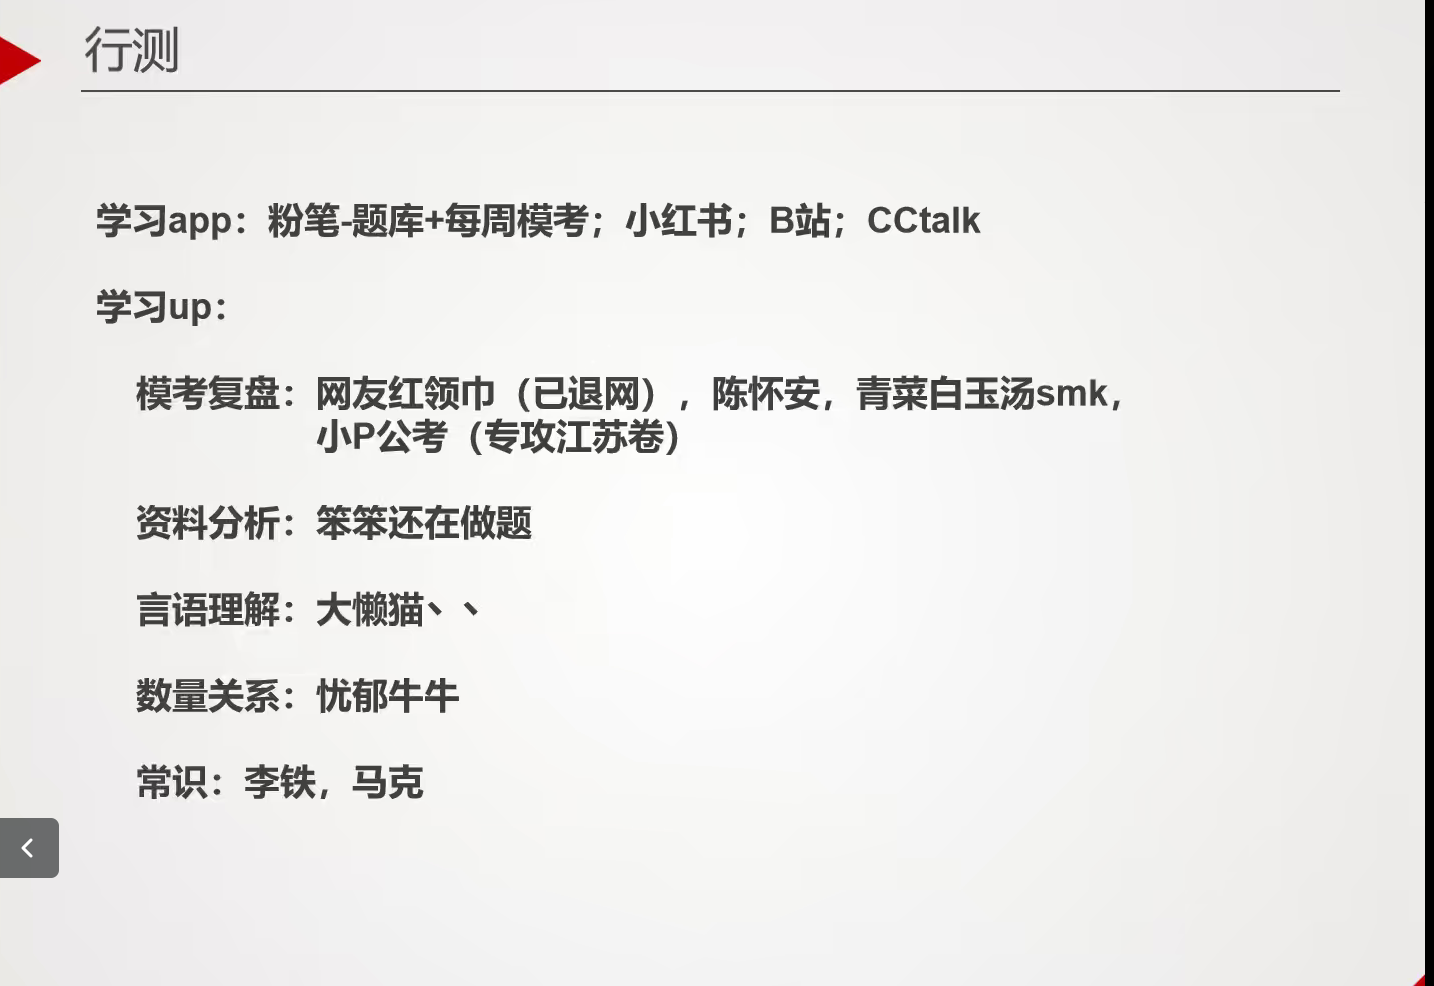 行测
学习app：粉笔-题库+每周模考；小红书；B站；CCtalk
学习up：
模考复盘：网友红领巾（已退网），陈怀安，青菜白玉汤smk，
小P公考（专攻江苏卷）
资料分析：笨笨还在做题
言语理解：大懒猫丶丶
数量关系：忧郁牛牛
常识：李铁，马克